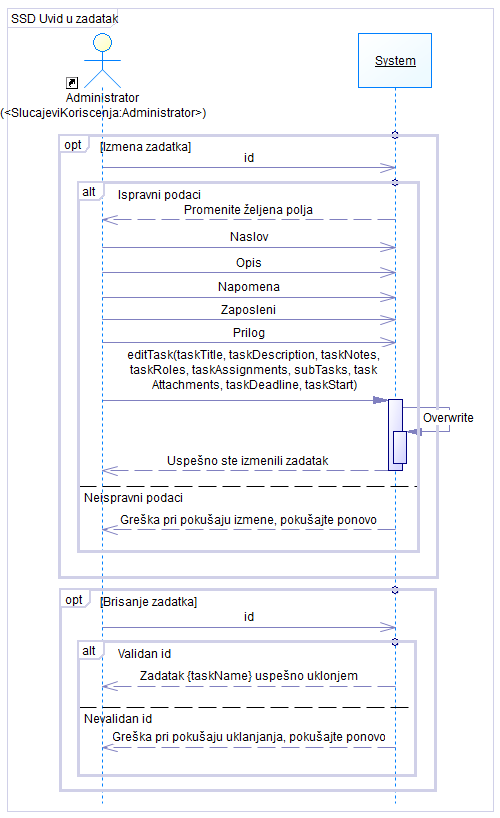 SSD Uvid u zadatak
System
Administrator
(<SlucajeviKoriscenja:Administrator>)
opt
[Izmena zadatka]
id
alt
Ispravni podaci
Promenite željena polja
Naslov
Opis
Napomena
Zaposleni
Prilog
editTask(taskTitle, taskDescription, taskNotes,
taskRoles, taskAssignments, subTasks, task
Attachments, taskDeadline, taskStart)
Overwrite
Uspešno ste izmenili zadatak
Neispravni podaci
Greška pri pokušaju izmene, pokušajte ponovo
opt
[Brisanje zadatka]
id
alt
Validan id
Zadatak {taskName} uspešno uklonjem
Nevalidan id
Greška pri pokušaju uklanjanja, pokušajte ponovo